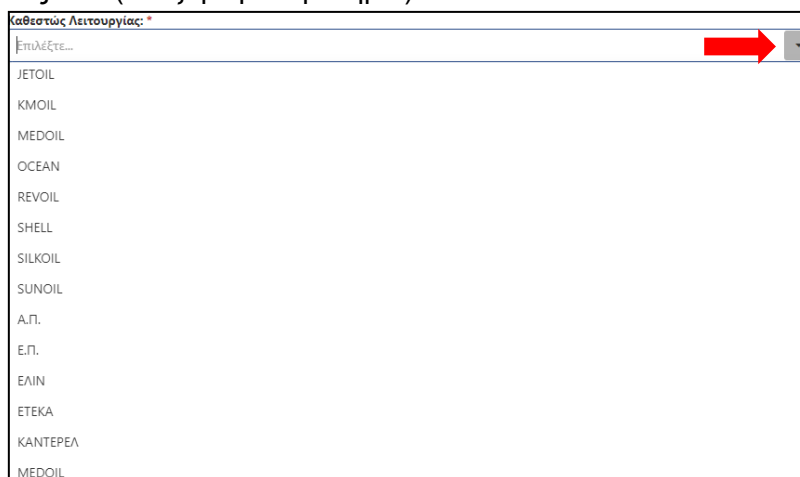 Καθεστώς Λειτουργίας: *
Επιλέξτε...
JETOIL
KMOIL
MEDOIL
OCEAN
REVOIL
SHELL
SILKOIL
SUNOIL
Α.Π.
Ε.Π.
ΕΛΙΝ
ΕΤΕΚΑ
ΚΑΝΤΕΡΕΛ
MEDOIL